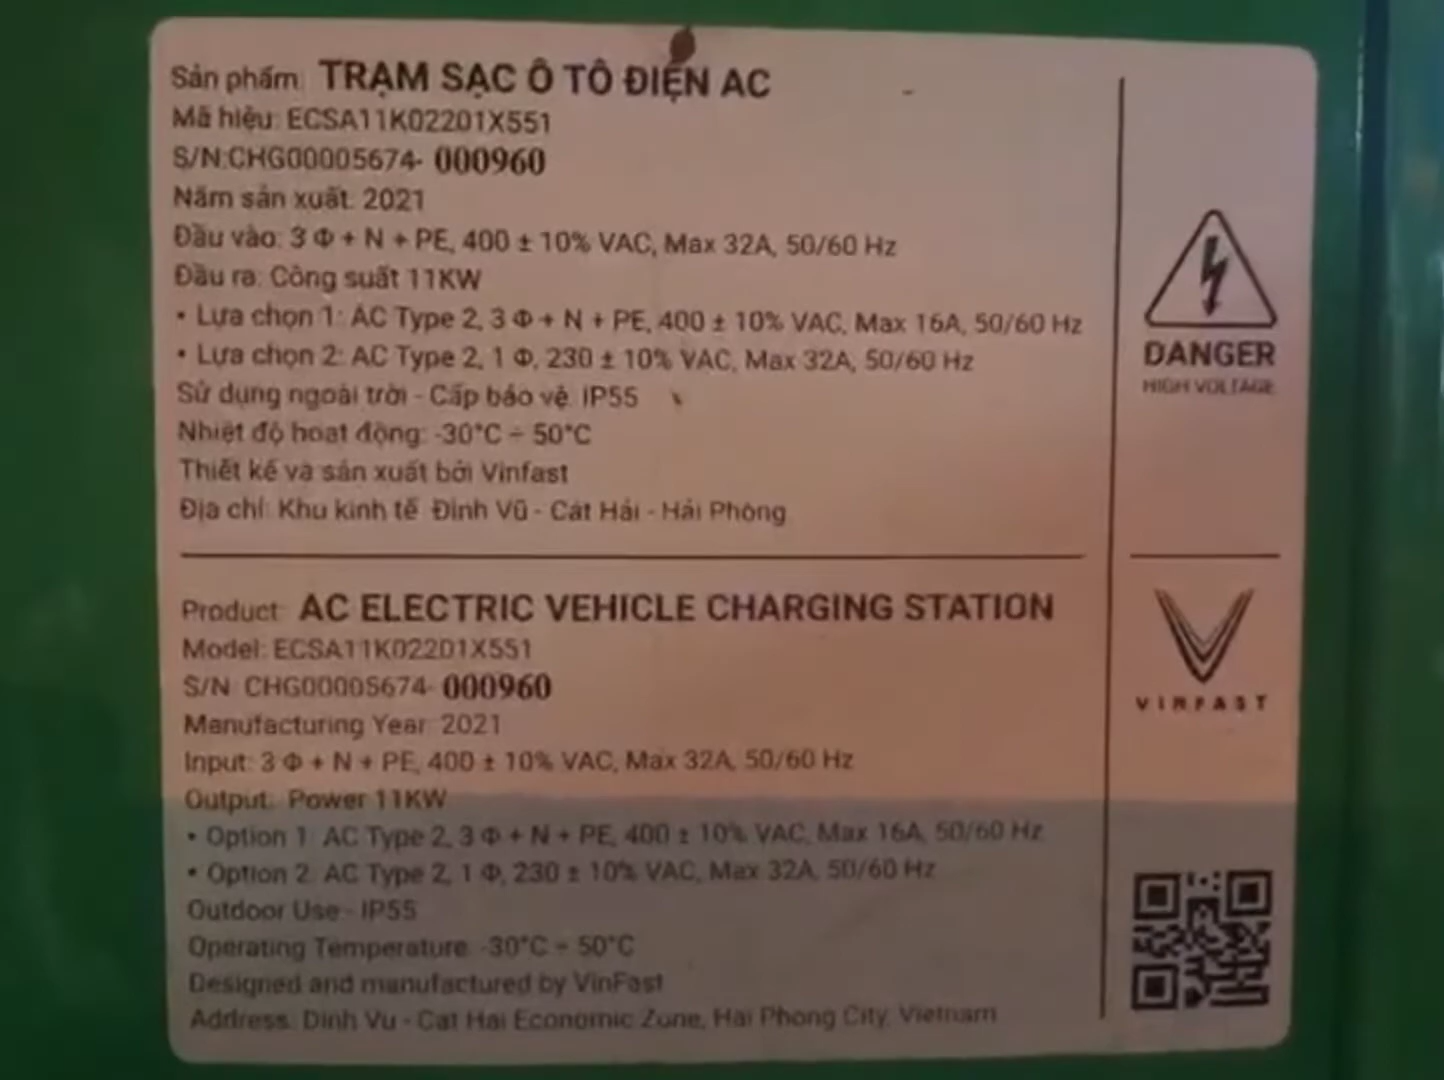 Sản phẩm: TRẠM SẠC Ô TÔ ĐIỆN AC
Mã hiệu: ECSA11K02201X551
S/N:CHG00005674- 000960
Năm sản xuất: 2021
Đầu vào: 3 Φ + N + PE, 400 ± 10% VAC, Max 32A, 50/60 Hz
Đầu ra: Công suất 11KW
• Lựa chọn 1: AC Type 2, 3 Φ + N + PE, 400 ± 10% VAC, Max 16A, 50/60 Hz
• Lựa chọn 2: AC Type 2, 1 Φ, 230 ± 10% VAC, Max 32A, 50/60 Hz
Sử dụng ngoài trời - Cấp bảo vệ: IP55
Nhiệt độ hoạt động: -30°C ÷ 50°C
Thiết kế và sản xuất bởi Vinfast
Địa chỉ: Khu kinh tế Đình Vũ - Cát Hải - Hải Phòng
DANGER
HIGH VOLTAGE
Product: AC ELECTRIC VEHICLE CHARGING STATION
Model: ECSA11K02201X551
S/N: CHG00005674- 000960
Manufacturing Year: 2021
Input: 3 Φ + N + PE, 400 ± 10% VAC, Max 32A, 50/60 Hz
Output: Power 11KW
• Option 1: AC Type 2, 3 Φ + N + PE, 400 ± 10% VAC, Max 16A, 50/60 Hz
• Option 2: AC Type 2, 1 Φ, 230 ± 10% VAC, Max 32A, 50/60 Hz
Outdoor Use - IP55
Operating Temperature: -30°C ÷ 50°C
Designed and manufactured by VinFast
Address: Dinh Vu - Cat Hai Economic Zone, Hai Phong City, Vietnam
VINFAST